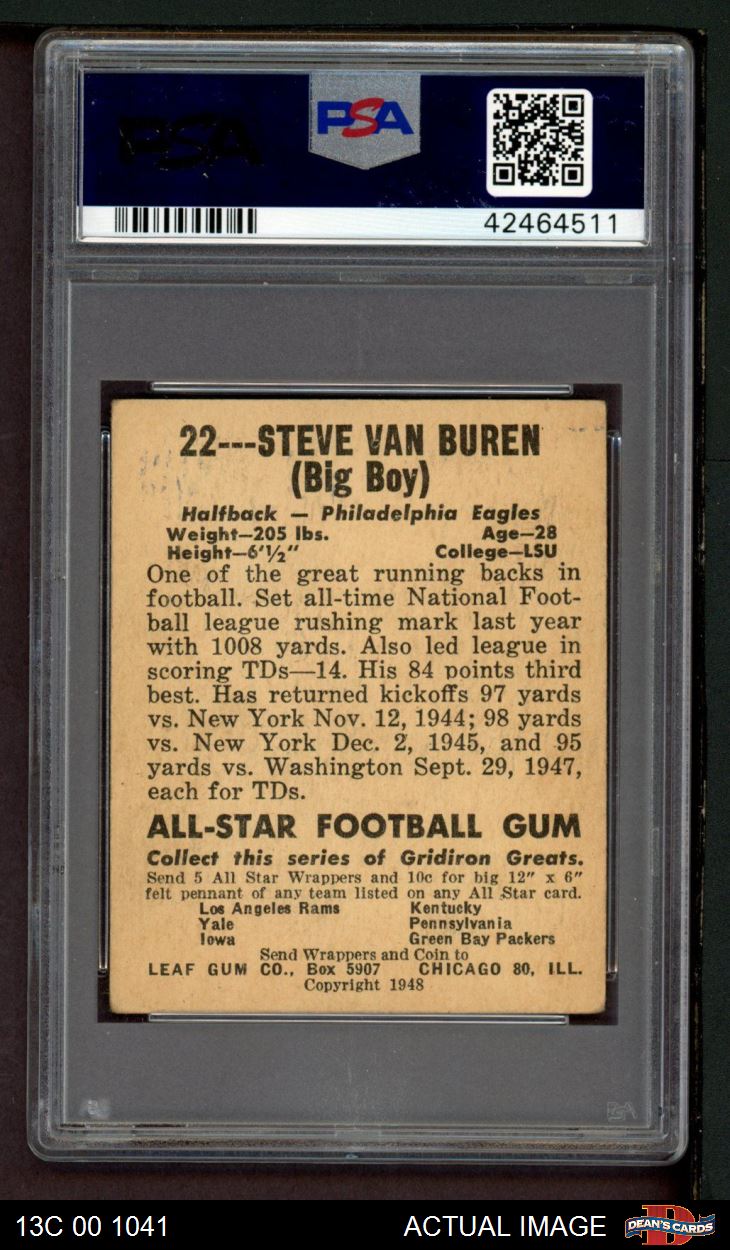 PSA
PSA
42464511
22---STEVE VAN BUREN
(Big Boy)
Halfback — Philadelphia Eagles
Weight—205 lbs. Age—28
Height—6'½" College—LSU
One of the great running backs in
football. Set all-time National Foot-
ball league rushing mark last year
with 1008 yards. Also led league in
scoring TDs—14. His 84 points third
best. Has returned kickoffs 97 yards
vs. New York Nov. 12, 1944; 98 yards
vs. New York Dec. 2, 1945, and 95
yards vs. Washington Sept. 29, 1947,
each for TDs.
ALL-STAR FOOTBALL GUM
Collect this series of Gridiron Greats.
Send 5 All Star Wrappers and 10c for big 12" x 6"
felt pennant of any team listed on any All Star card.
Los Angeles Rams Kentucky
Yale Pennsylvania
Iowa Green Bay Packers
Send Wrappers and Coin to
LEAF GUM CO., Box 5907 CHICAGO 80, ILL.
Copyright 1948
13C 00 1041 ACTUAL IMAGE DEAN'S CARDS